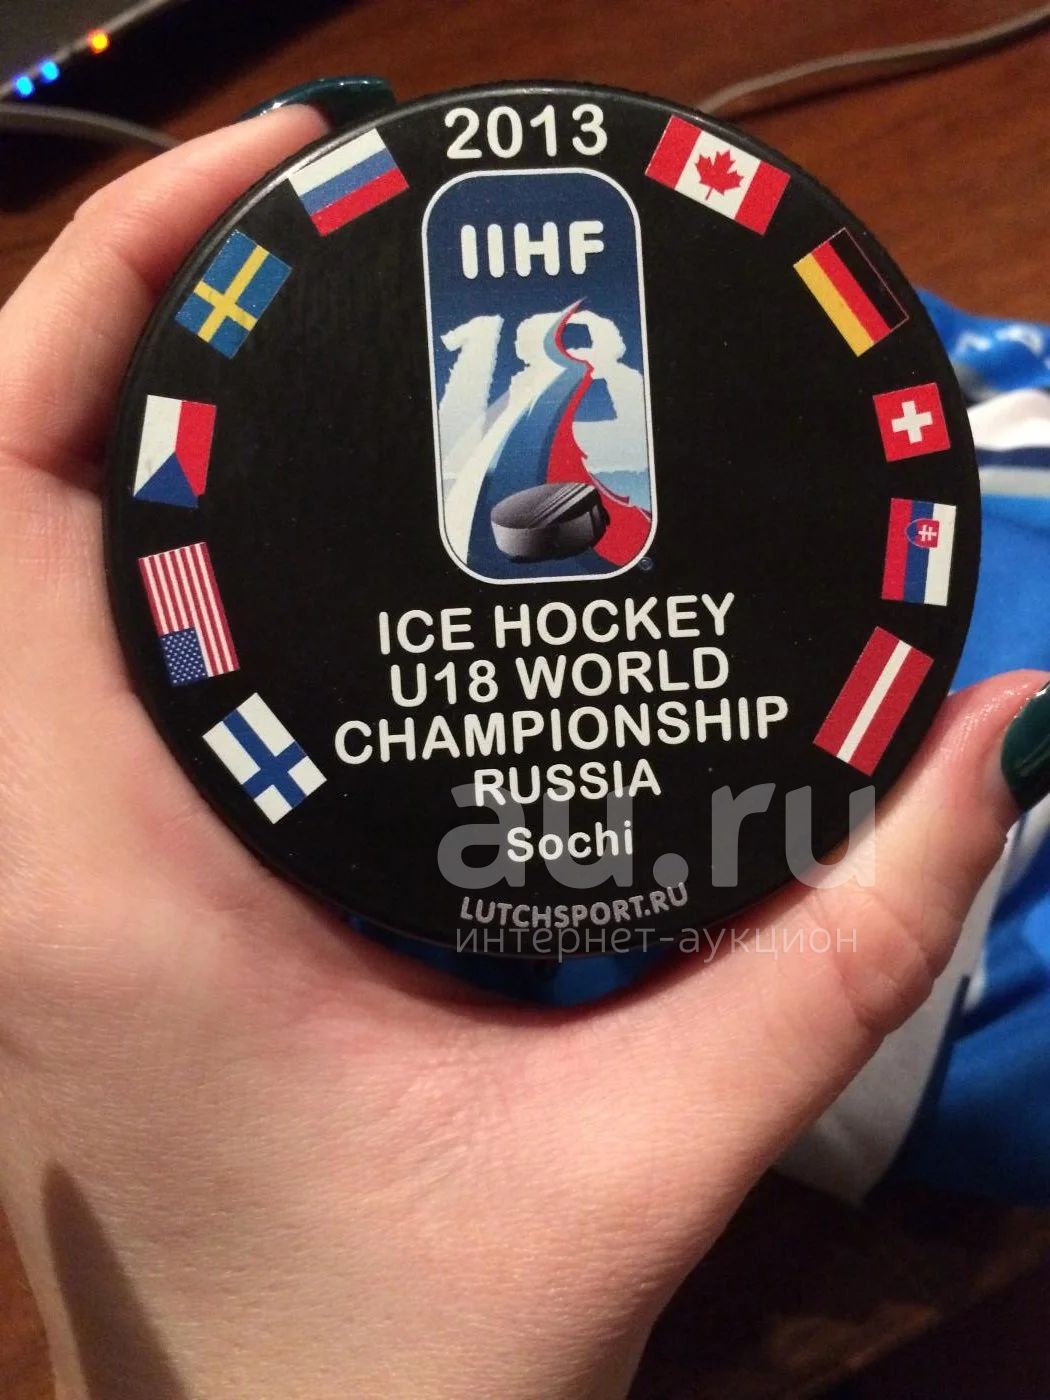 2013
IIHF
18
ICE HOCKEY
U18 WORLD
CHAMPIONSHIP
RUSSIA
Sochi
au.ru
LUTCHSPORT.RU
интернет-аукцион